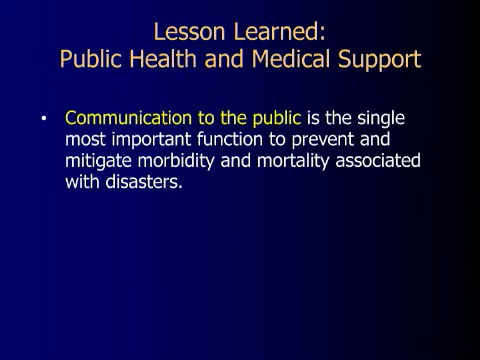 Lesson Learned:
Public Health and Medical Support
• Communication to the public is the single
most important function to prevent and
mitigate morbidity and mortality associated
with disasters.